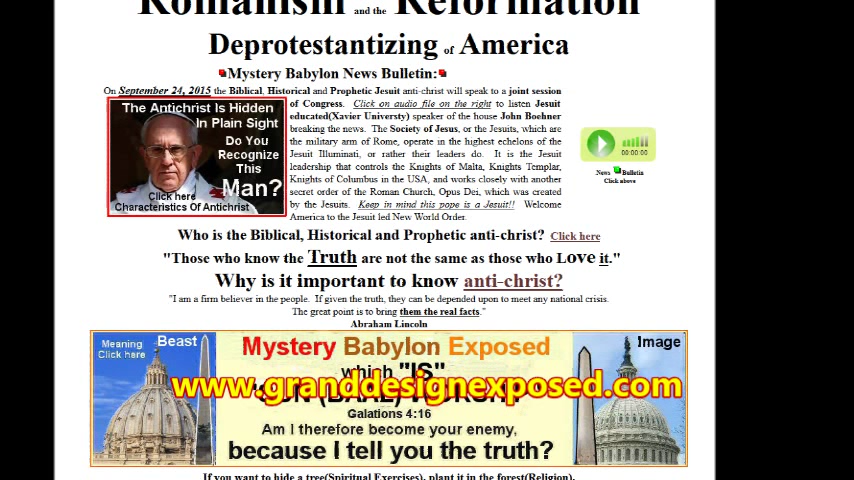 Romanism and the Reformation
Deprotestantizing of America
Mystery Babylon News Bulletin:
On September 24, 2015 the Biblical, Historical and Prophetic Jesuit anti-christ will speak to a joint session
of Congress. Click on audio file on the right to listen Jesuit
educated(Xavier Universty) speaker of the house John Boehner
breaking the news. The Society of Jesus, or the Jesuits, which are
the military arm of Rome, operate in the highest echelons of the
Jesuit Illuminati, or rather their leaders do. It is the Jesuit
leadership that controls the Knights of Malta, Knights Templar,
Knights of Columbus in the USA, and works closely with another
secret order of the Roman Church, Opus Dei, which was created
by the Jesuits. Keep in mind this pope is a Jesuit!! Welcome
America to the Jesuit led New World Order.
The Antichrist Is Hidden
In Plain Sight
Do You
Recognize
This
Man?
Click here
Characteristics Of Antichrist
00:00:00
News Bulletin
Click above
Who is the Biblical, Historical and Prophetic anti-christ? Click here
"Those who know the Truth are not the same as those who Love it."
Why is it important to know anti-christ?
"I am a firm believer in the people. If given the truth, they can be depended upon to meet any national crisis.
The great point is to bring them the real facts."
Abraham Lincoln
Meaning
Click here
Beast
Mystery Babylon Exposed
which "IS"
www.granddesignexposed.com
Galations 4:16
Am I therefore become your enemy,
because I tell you the truth?
Image
If you want to hide a tree(Spiritual Exercises), plant it in the forest(Religion).